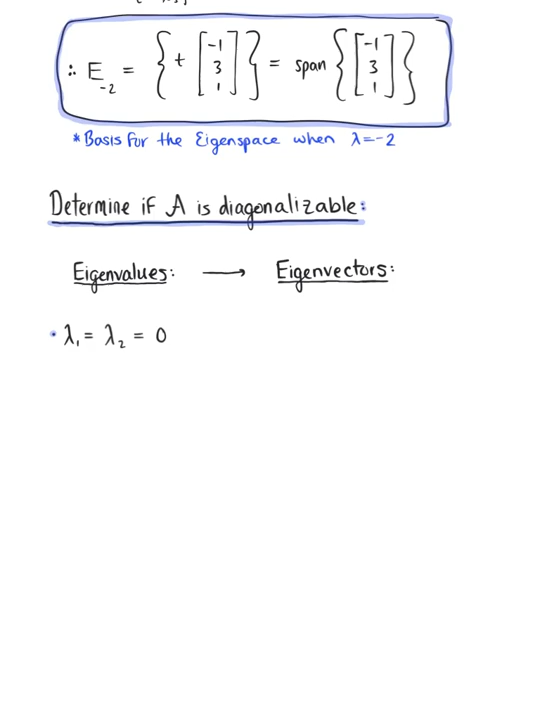 ∴ E₋₂ = { t [-1 3 1] } = span { [-1 3 1] }
* Basis for the Eigenspace when λ=-2
Determine if A is diagonalizable:
Eigenvalues: → Eigenvectors:
• λ₁ = λ₂ = 0